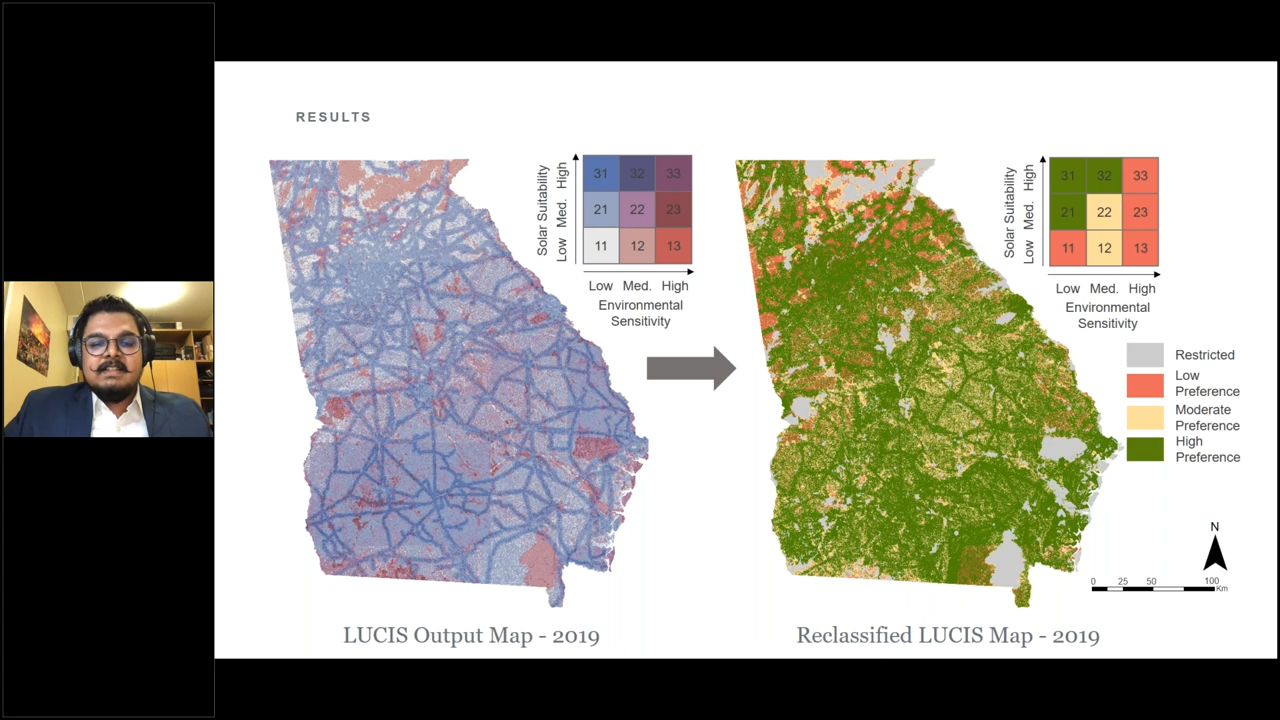 RESULTS
Solar Suitability
High
Med.
Low
31 32 33
21 22 23
11 12 13
Low Med. High
Environmental
Sensitivity
Solar Suitability
High
Med.
Low
31 32 33
21 22 23
11 12 13
Low Med. High
Environmental
Sensitivity
Restricted
Low
Preference
Moderate
Preference
High
Preference
N
0 25 50 100
Km
LUCIS Output Map - 2019
Reclassified LUCIS Map - 2019